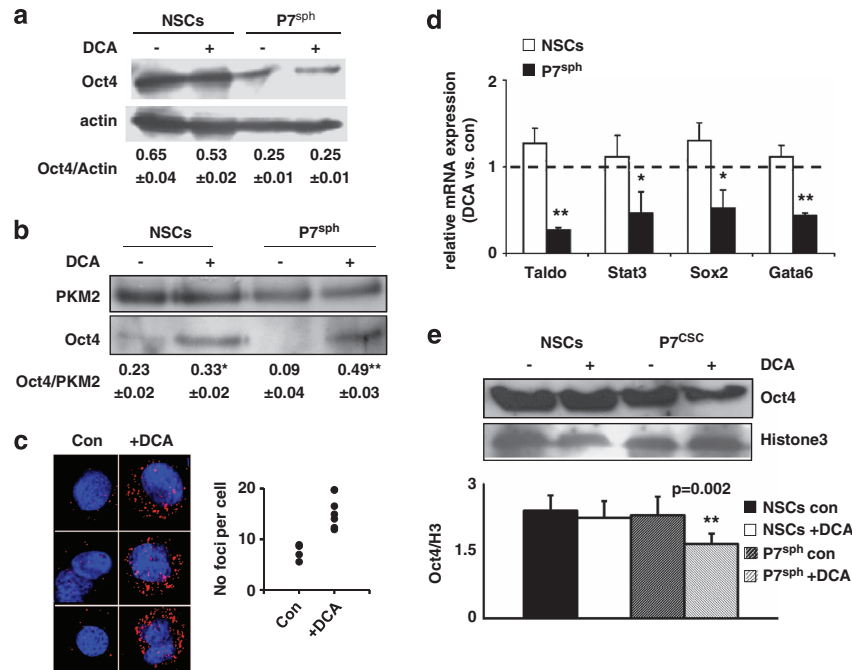 a
NSCs P7sph
DCA - + - +
Oct4
actin
Oct4/Actin 0.65 0.53 0.25 0.25
±0.04 ±0.02 ±0.01 ±0.01
b
NSCs P7sph
DCA - + - +
PKM2
Oct4
Oct4/PKM2 0.23 0.33* 0.09 0.49**
±0.02 ±0.02 ±0.04 ±0.03
c
Con +DCA
No foci per cell
20
10
0
Con +DCA
d
NSCs
P7sph
relative mRNA expression
(DCA vs. con)
2
1
0
** * * **
Taldo Stat3 Sox2 Gata6
e
NSCs P7CSC
- + - + DCA
Oct4
Histone3
Oct4/H3
3
1.5
0
p=0.002
**
NSCs con
NSCs +DCA
P7sph con
P7sph +DCA